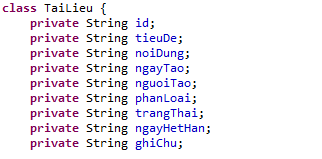 class TaiLieu {
    private String id;
    private String tieuDe;
    private String noiDung;
    private String ngayTao;
    private String nguoiTao;
    private String phanLoai;
    private String trangThai;
    private String ngayHetHan;
    private String ghiChu;